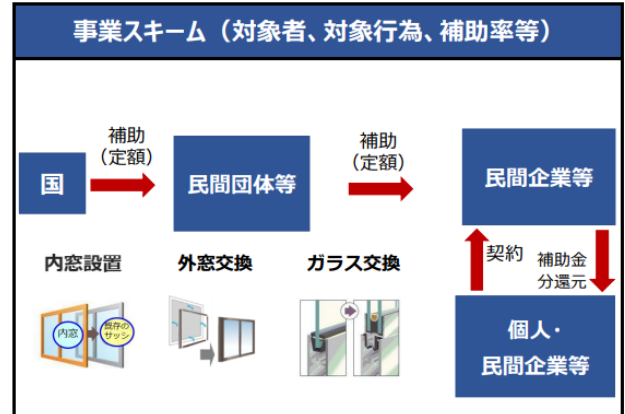 事業スキーム（対象者、対象行為、補助率等）
補助
（定額）
補助
（定額）
国
民間団体等
民間企業等
契約
補助金
分還元
内窓設置
外窓交換
ガラス交換
内窓
既存の
サッシ
個人・
民間企業等